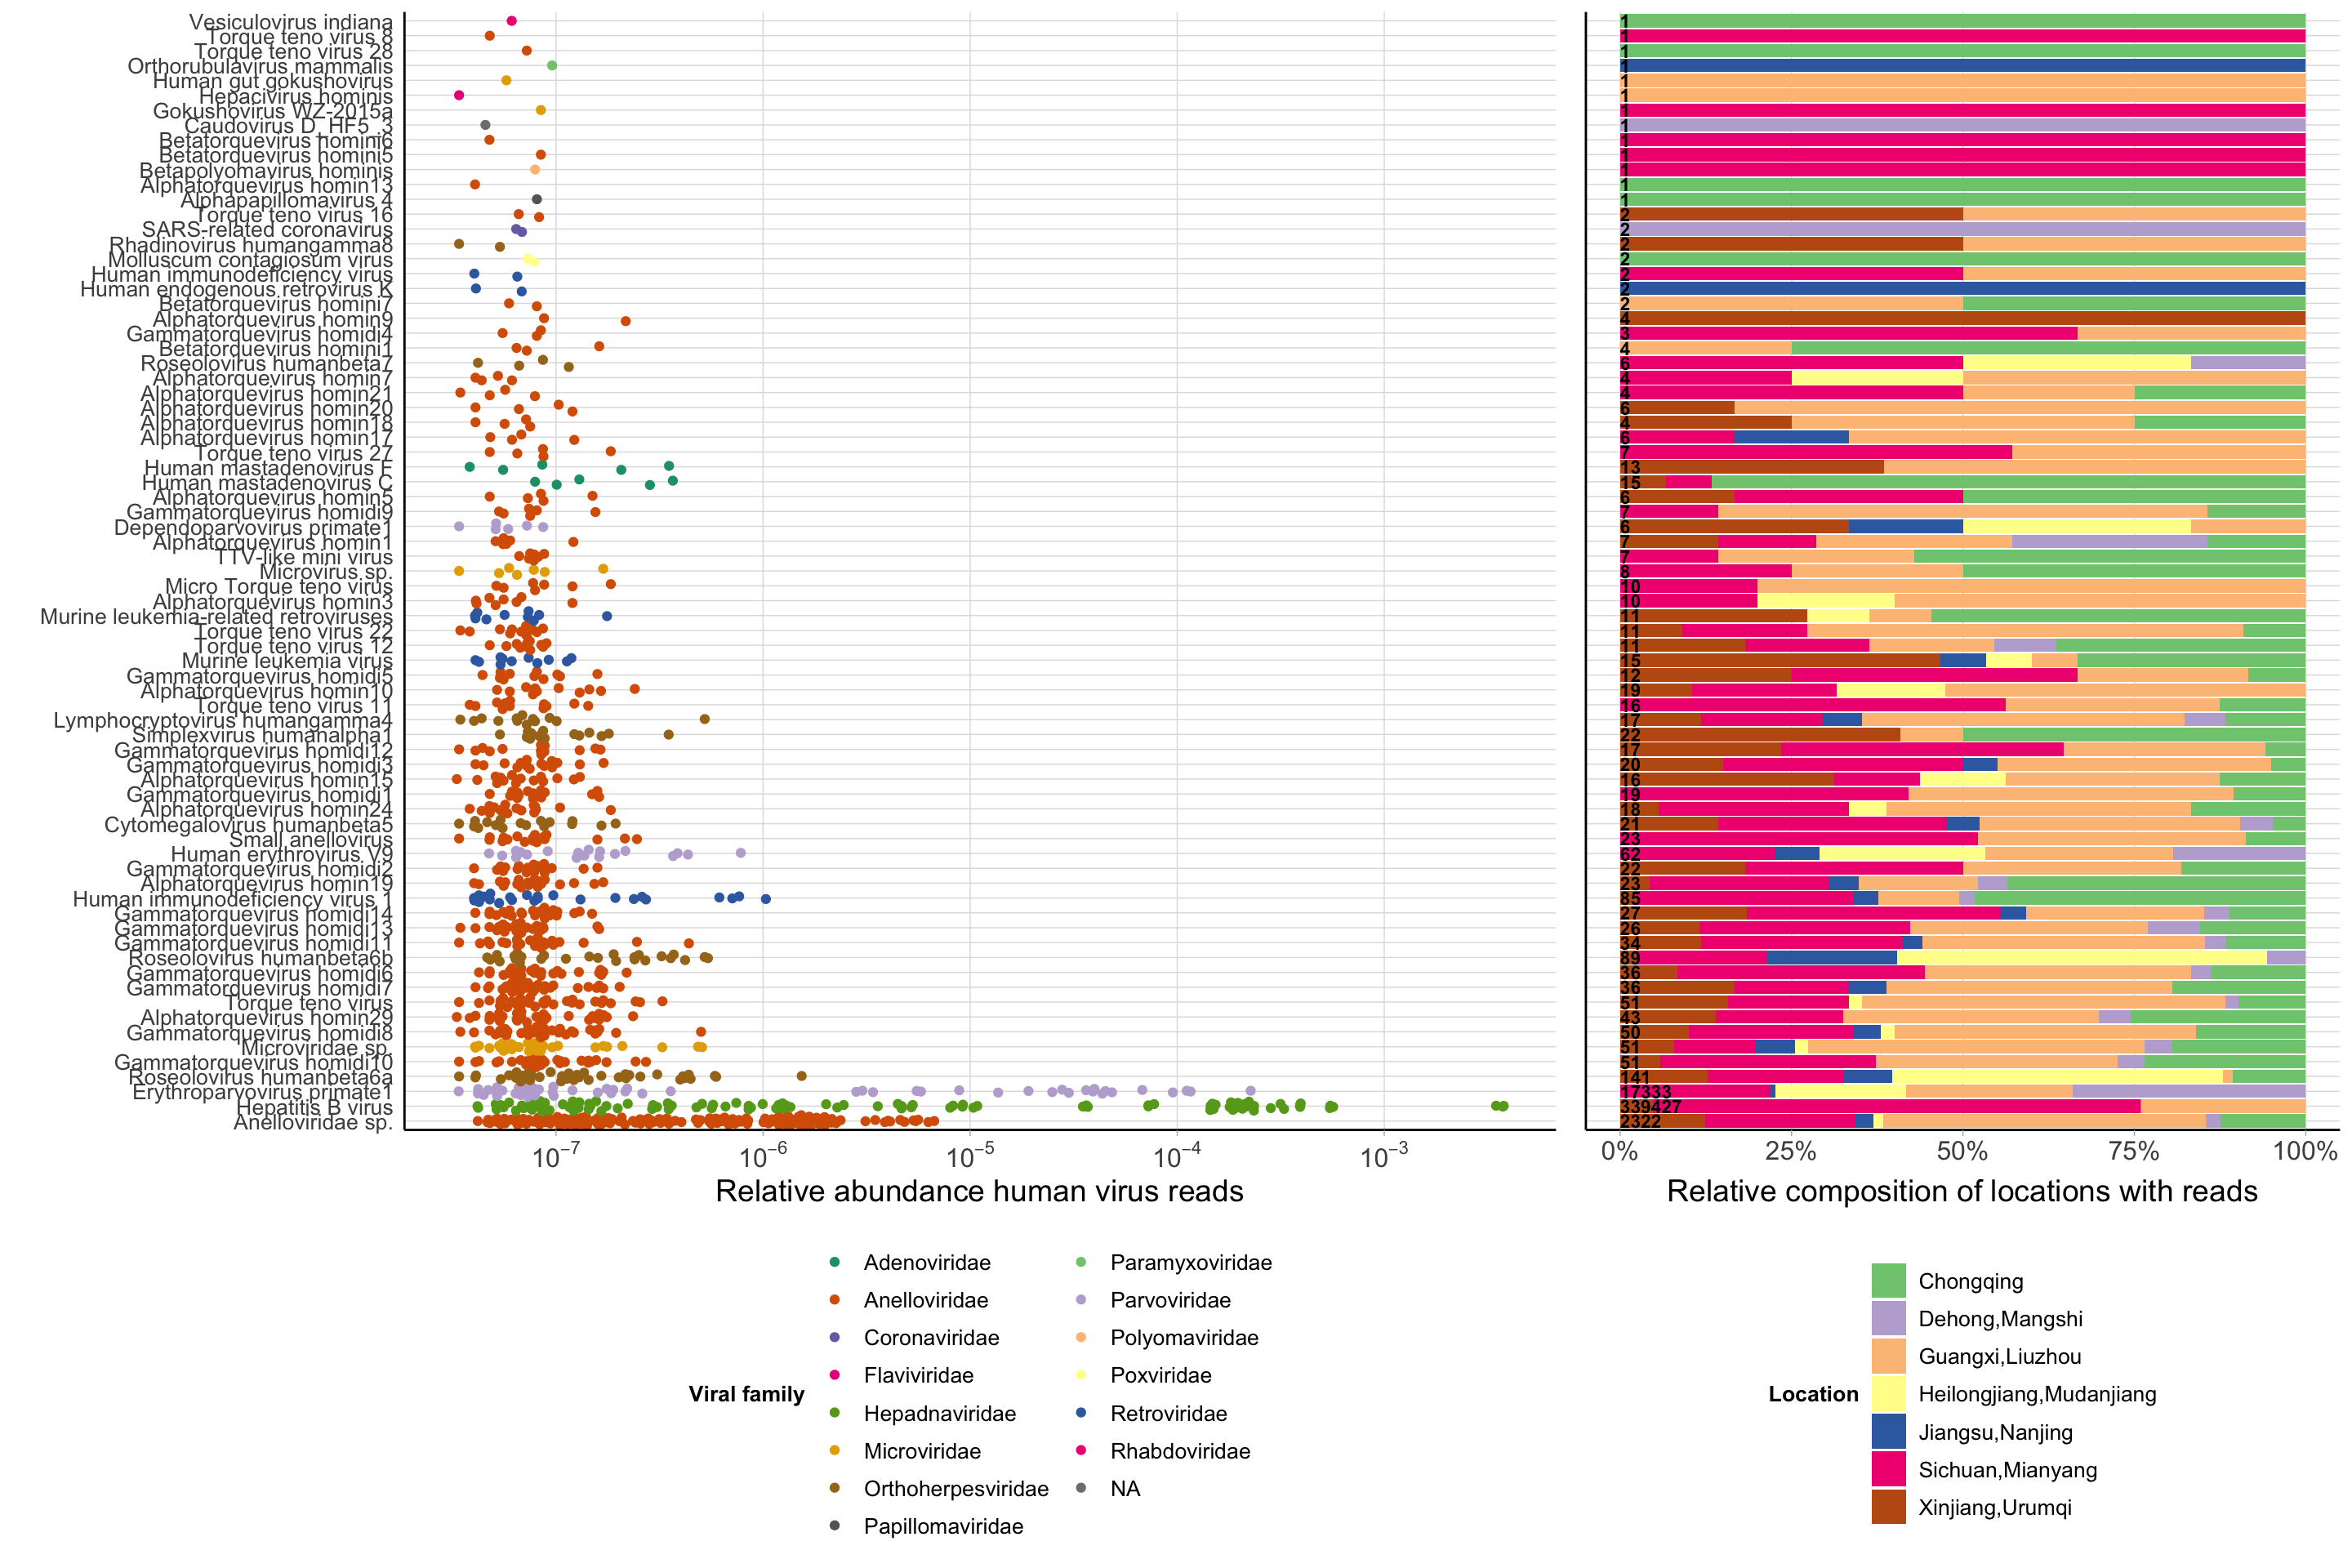 Vesiculovirus indiana
Torque teno virus 8
Torque teno virus 28
Orthorubulavirus mammalis
Human gut gokushovirus
Hepacivirus hominis
Gokushovirus WZ-2015a
Caudovirus D_HF5_3
Betatorquevirus homini6
Betatorquevirus homini5
Betapolyomavirus hominis
Alphatorquevirus homin13
Alphapapillomavirus 4
Torque teno virus 16
SARS-related coronavirus
Rhadinovirus humangamma8
Molluscum contagiosum virus
Human immunodeficiency virus
Human endogenous retrovirus K
Betatorquevirus homini7
Alphatorquevirus homin9
Gammatorquevirus homidi4
Betatorquevirus homini1
Roseolovirus humanbeta7
Alphatorquevirus homin7
Alphatorquevirus homin21
Alphatorquevirus homin20
Alphatorquevirus homin18
Alphatorquevirus homin17
Torque teno virus 27
Human mastadenovirus F
Human mastadenovirus C
Alphatorquevirus homin5
Gammatorquevirus homidi9
Dependoparvovirus primate1
Alphatorquevirus homin1
TTV-like mini virus
Microvirus sp.
Micro Torque teno virus
Alphatorquevirus homin3
Murine leukemia-related retroviruses
Torque teno virus 22
Torque teno virus 12
Murine leukemia virus
Gammatorquevirus homidi5
Alphatorquevirus homin10
Torque teno virus 11
Lymphocryptovirus humangamma4
Simplexvirus humanalpha1
Gammatorquevirus homidi12
Gammatorquevirus homidi3
Alphatorquevirus homin15
Gammatorquevirus homidi1
Alphatorquevirus homin24
Cytomegalovirus humanbeta5
Small anellovirus
Human erythrovirus V9
Gammatorquevirus homidi2
Alphatorquevirus homin19
Human immunodeficiency virus 1
Gammatorquevirus homidi14
Gammatorquevirus homidi13
Gammatorquevirus homidi11
Roseolovirus humanbeta6b
Gammatorquevirus homidi6
Gammatorquevirus homidi7
Torque teno virus
Alphatorquevirus homin29
Gammatorquevirus homidi8
Microviridae sp.
Gammatorquevirus homidi10
Roseolovirus humanbeta6a
Erythroparvovirus primate1
Hepatitis B virus
Anelloviridae sp.
10−7 10−6 10−5 10−4 10−3
Relative abundance human virus reads
1
1
1
1
1
1
1
1
1
1
1
1
1
2
2
2
2
2
2
2
4
3
4
6
4
4
6
4
6
7
13
15
6
7
6
7
7
8
10
10
11
11
11
15
12
19
16
17
22
17
20
16
19
18
21
23
62
22
23
85
27
26
34
89
36
36
51
43
50
51
51
141
17333
339427
2322
0% 25% 50% 75% 100%
Relative composition of locations with reads
Viral family
Adenoviridae
Anelloviridae
Coronaviridae
Flaviviridae
Hepadnaviridae
Microviridae
Orthoherpesviridae
Papillomaviridae
Paramyxoviridae
Parvoviridae
Polyomaviridae
Poxviridae
Retroviridae
Rhabdoviridae
NA
Location
Chongqing
Dehong,Mangshi
Guangxi,Liuzhou
Heilongjiang,Mudanjiang
Jiangsu,Nanjing
Sichuan,Mianyang
Xinjiang,Urumqi